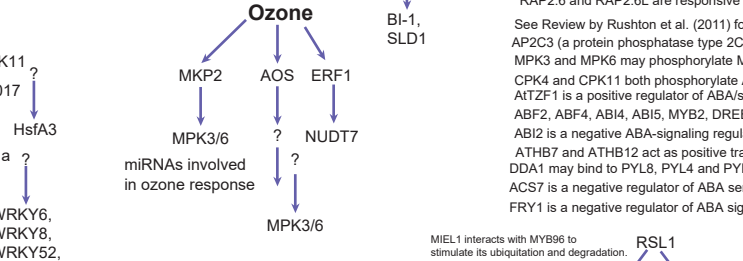 K11
?
017
HsfA3
a ?
WRKY6,
WRKY8,
WRKY52,
Ozone
MKP2 AOS ERF1
MPK3/6 ? NUDT7
miRNAs involved
in ozone response
?
MPK3/6
BI-1,
SLD1
RAP2.6 and RAP2.6L are responsive
See Review by Rushton et al. (2011) fo
AP2C3 (a protein phosphatase type 2C
MPK3 and MPK6 may phosphorylate M
CPK4 and CPK11 both phosphorylate
AtTZF1 is a positive regulator of ABA/s
ABF2, ABF4, ABI4, ABI5, MYB2, DREB
ABI2 is a negative ABA-signaling regul
ATHB7 and ATHB12 act as positive tra
DDA1 may bind to PYL8, PYL4 and PY
ACS7 is a negative regulator of ABA se
FRY1 is a negative regulator of ABA sig
MIEL1 interacts with MYB96 to
stimulate its ubiquitation and degradation.
RSL1